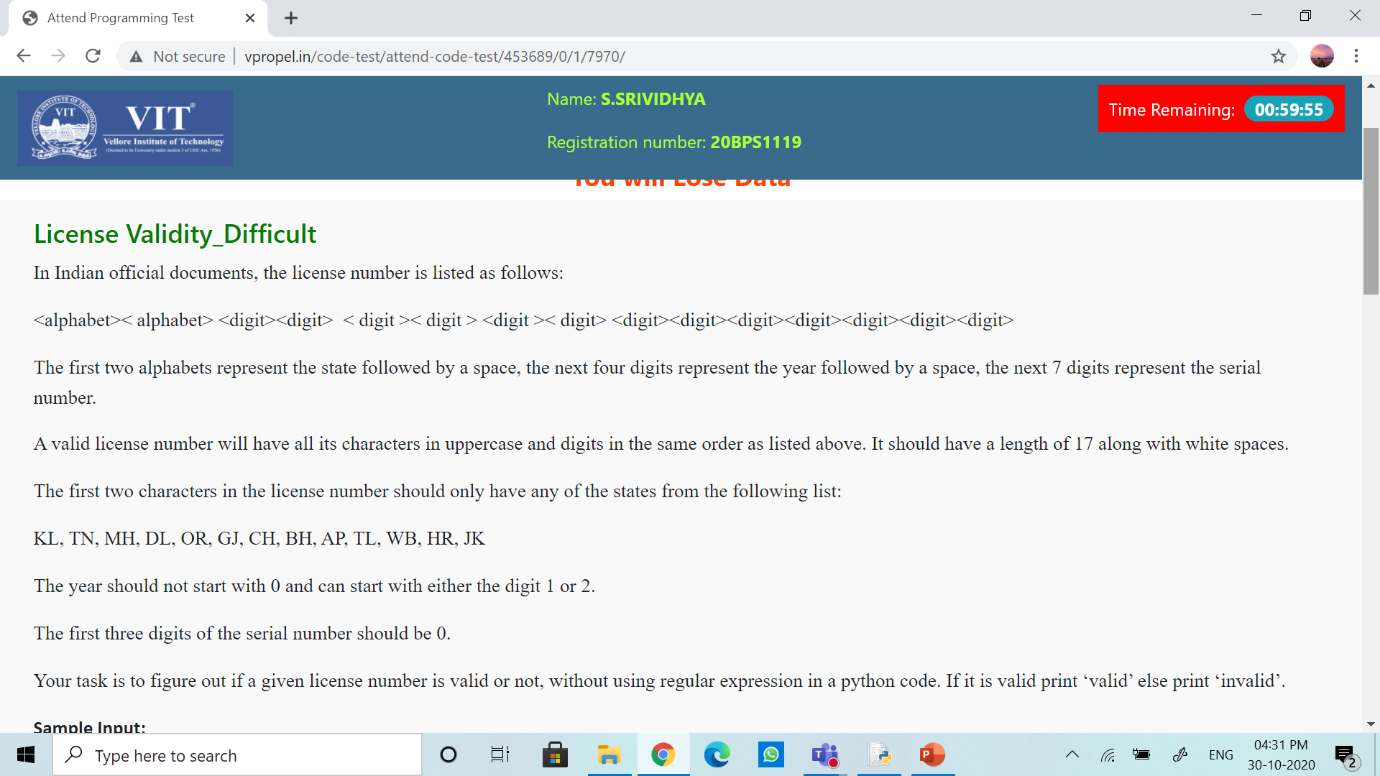 Attend Programming Test
Not secure | vpropel.in/code-test/attend-code-test/453689/0/1/7970/
VIT
VIT®
Vellore Institute of Technology
Name: S.SRIVIDHYA
Registration number: 20BPS1119
Time Remaining: 00:59:55
You will Lose Data
License Validity_Difficult
In Indian official documents, the license number is listed as follows:
<alphabet>< alphabet> <digit><digit>  < digit >< digit > <digit >< digit> <digit><digit><digit><digit><digit><digit><digit>
The first two alphabets represent the state followed by a space, the next four digits represent the year followed by a space, the next 7 digits represent the serial
number.
A valid license number will have all its characters in uppercase and digits in the same order as listed above. It should have a length of 17 along with white spaces.
The first two characters in the license number should only have any of the states from the following list:
KL, TN, MH, DL, OR, GJ, CH, BH, AP, TL, WB, HR, JK
The year should not start with 0 and can start with either the digit 1 or 2.
The first three digits of the serial number should be 0.
Your task is to figure out if a given license number is valid or not, without using regular expression in a python code. If it is valid print ‘valid’ else print ‘invalid’.
Sample Input:
Type here to search
ENG
04:31 PM
30-10-2020
2